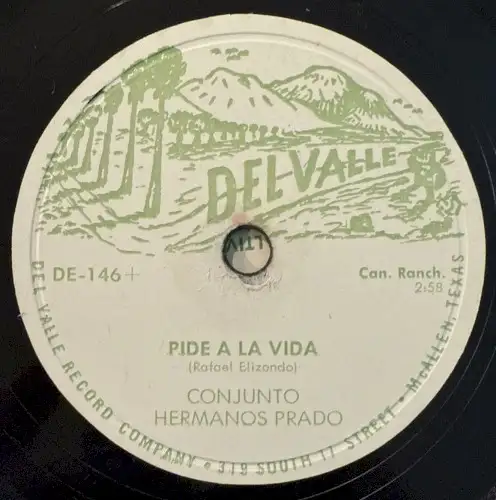 DEL VALLE
DE-146+
Can. Ranch.
2:58
PIDE A LA VIDA
(Rafael Elizondo)
CONJUNTO
HERMANOS PRADO
DEL VALLE RECORD COMPANY • 319 SOUTH 17 STREET • McALLEN, TEXAS